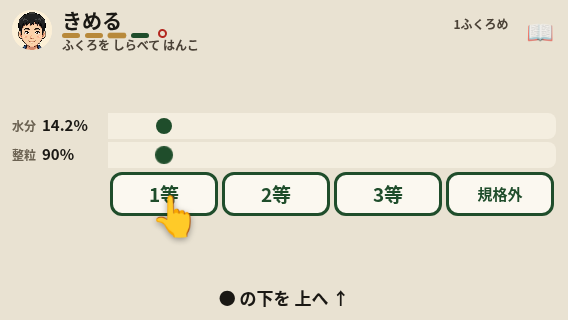 きめる
ふくろを しらべて はんこ
1ふくろめ
水分 14.2%
整粒 90%
1等 2等 3等 規格外
● の下を 上へ ↑